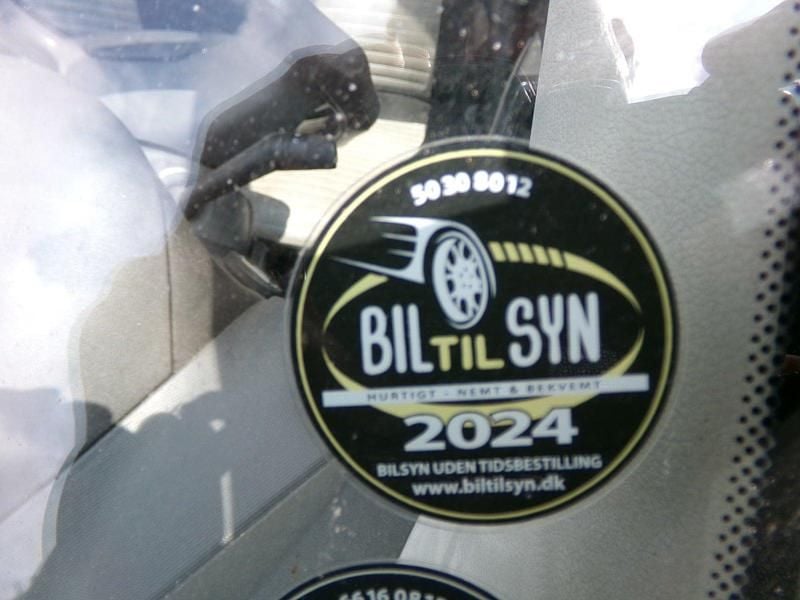 50 30 80 12
BIL TIL SYN
HURTIGT - NEMT & BEKVEMT
2024
BILSYN UDEN TIDSBESTILLING
www.biltilsyn.dk